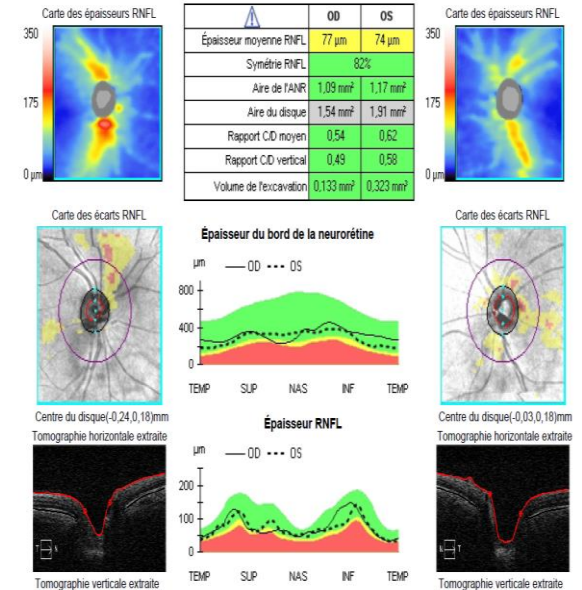 Carte des épaisseurs RNFL
350
175
0 µm
OD OS
Épaisseur moyenne RNFL 77 µm 74 µm
Symétrie RNFL 82%
Aire de l'ANR 1,09 mm² 1,17 mm²
Aire du disque 1,54 mm² 1,91 mm²
Rapport C/D moyen 0,54 0,62
Rapport C/D vertical 0,49 0,58
Volume de l'excavation 0,133 mm³ 0,323 mm³
Carte des épaisseurs RNFL
350
175
0 µm
Carte des écarts RNFL
Centre du disque(-0,24,0,18)mm
Épaisseur du bord de la neurorétine
µm OD OS
800
400
0
TEMP SUP NAS INF TEMP
Carte des écarts RNFL
Centre du disque(-0,03,0,18)mm
Tomographie horizontale extraite
T N
Tomographie verticale extraite
Épaisseur RNFL
µm OD OS
200
100
0
TEMP SUP NAS INF TEMP
Tomographie horizontale extraite
N T
Tomographie verticale extraite